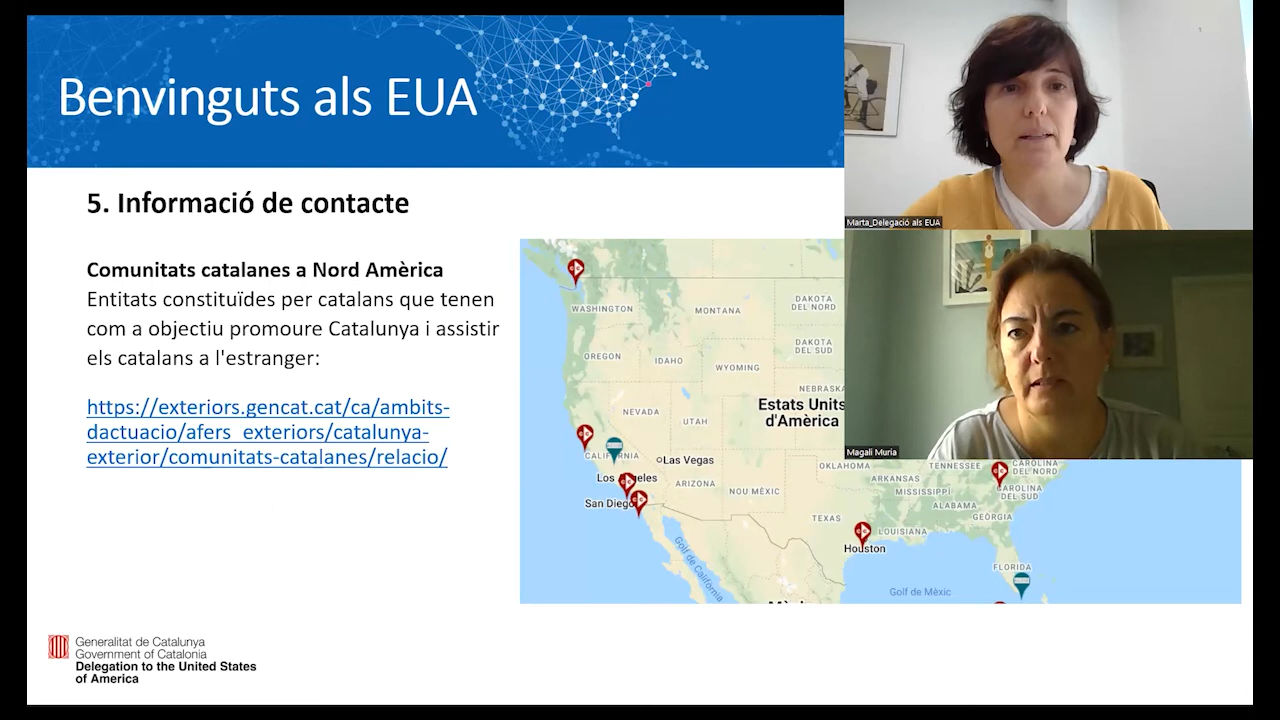 Benvinguts als EUA
5. Informació de contacte
Comunitats catalanes a Nord Amèrica
Entitats constituïdes per catalans que tenen
com a objectiu promoure Catalunya i assistir
els catalans a l'estranger:
https://exteriors.gencat.cat/ca/ambits-
dactuacio/afers_exteriors/catalunya-
exterior/comunitats-catalanes/relacio/
WASHINGTON
MONTANA
DAKOTA
DEL NORD
OREGON
IDAHO
WYOMING
DAKOTA
DEL SUD
NEBRASKA
NEVADA
UTAH
Estats Units
d'Amèrica
CALIFÒRNIA
Las Vegas
Los Angeles
ARIZONA
NOU MÈXIC
San Diego
OKLAHOMA
ARKANSAS
TENNESSEE
CAROLINA
DEL NORD
MISSISSIPPÍ
CAROLINA
DEL SUD
ALABAMA
GEÒRGIA
TEXAS
LOUISIANA
Houston
FLORIDA
Golf de Califòrnia
Golf de Mèxic
Marta_Delegació als EUA
Magali Muria
Generalitat de Catalunya
Government of Catalonia
Delegation to the United States
of America